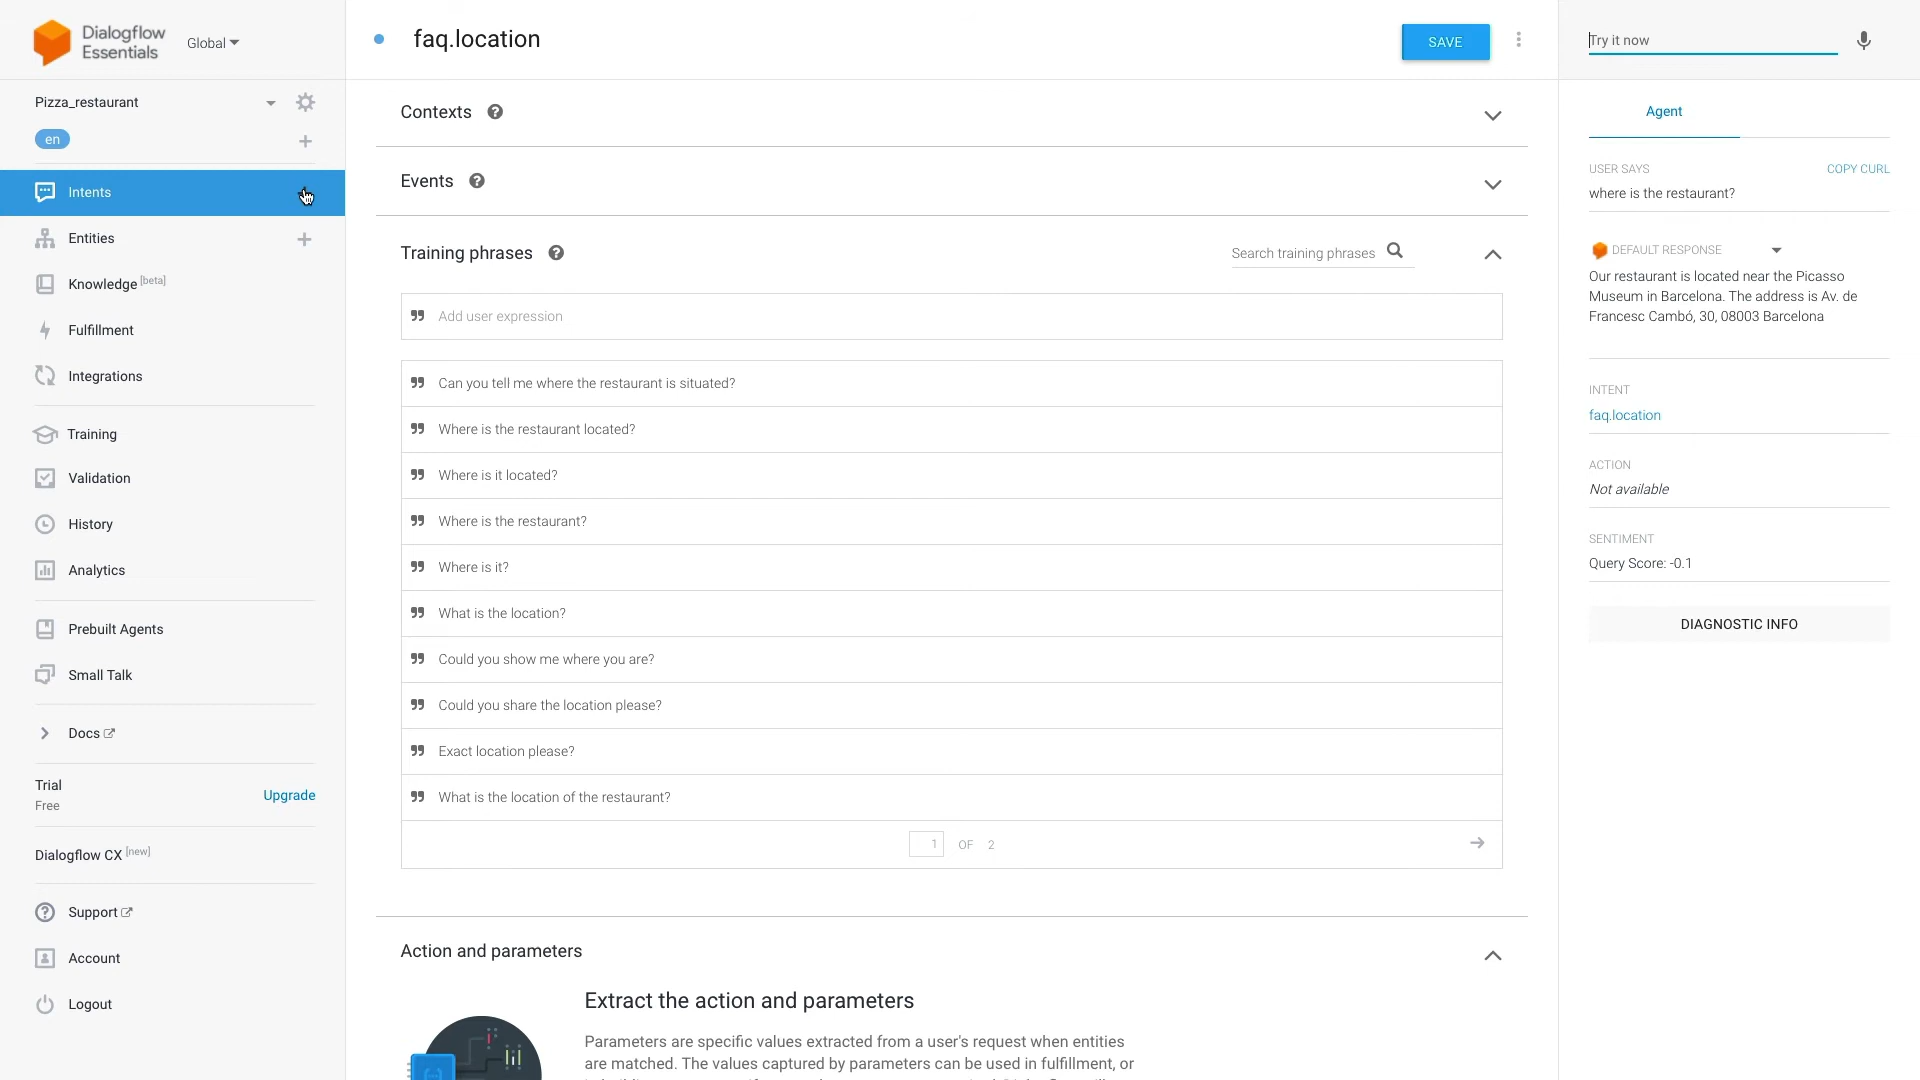 Dialogflow
Essentials
Global
faq.location
SAVE
Try it now
Pizza_restaurant
en
Intents
Entities
Knowledge [beta]
Fulfillment
Integrations
Training
Validation
History
Analytics
Prebuilt Agents
Small Talk
Docs
Trial
Free
Upgrade
Dialogflow CX [new]
Support
Account
Logout
Contexts
Events
Training phrases
Search training phrases
Add user expression
Can you tell me where the restaurant is situated?
Where is the restaurant located?
Where is it located?
Where is the restaurant?
Where is it?
What is the location?
Could you show me where you are?
Could you share the location please?
Exact location please?
What is the location of the restaurant?
1 OF 2
Action and parameters
Extract the action and parameters
Parameters are specific values extracted from a user's request when entities
are matched. The values captured by parameters can be used in fulfillment, or
Agent
USER SAYS
COPY CURL
where is the restaurant?
DEFAULT RESPONSE
Our restaurant is located near the Picasso
Museum in Barcelona. The address is Av. de
Francesc Cambó, 30, 08003 Barcelona
INTENT
faq.location
ACTION
Not available
SENTIMENT
Query Score: -0.1
DIAGNOSTIC INFO